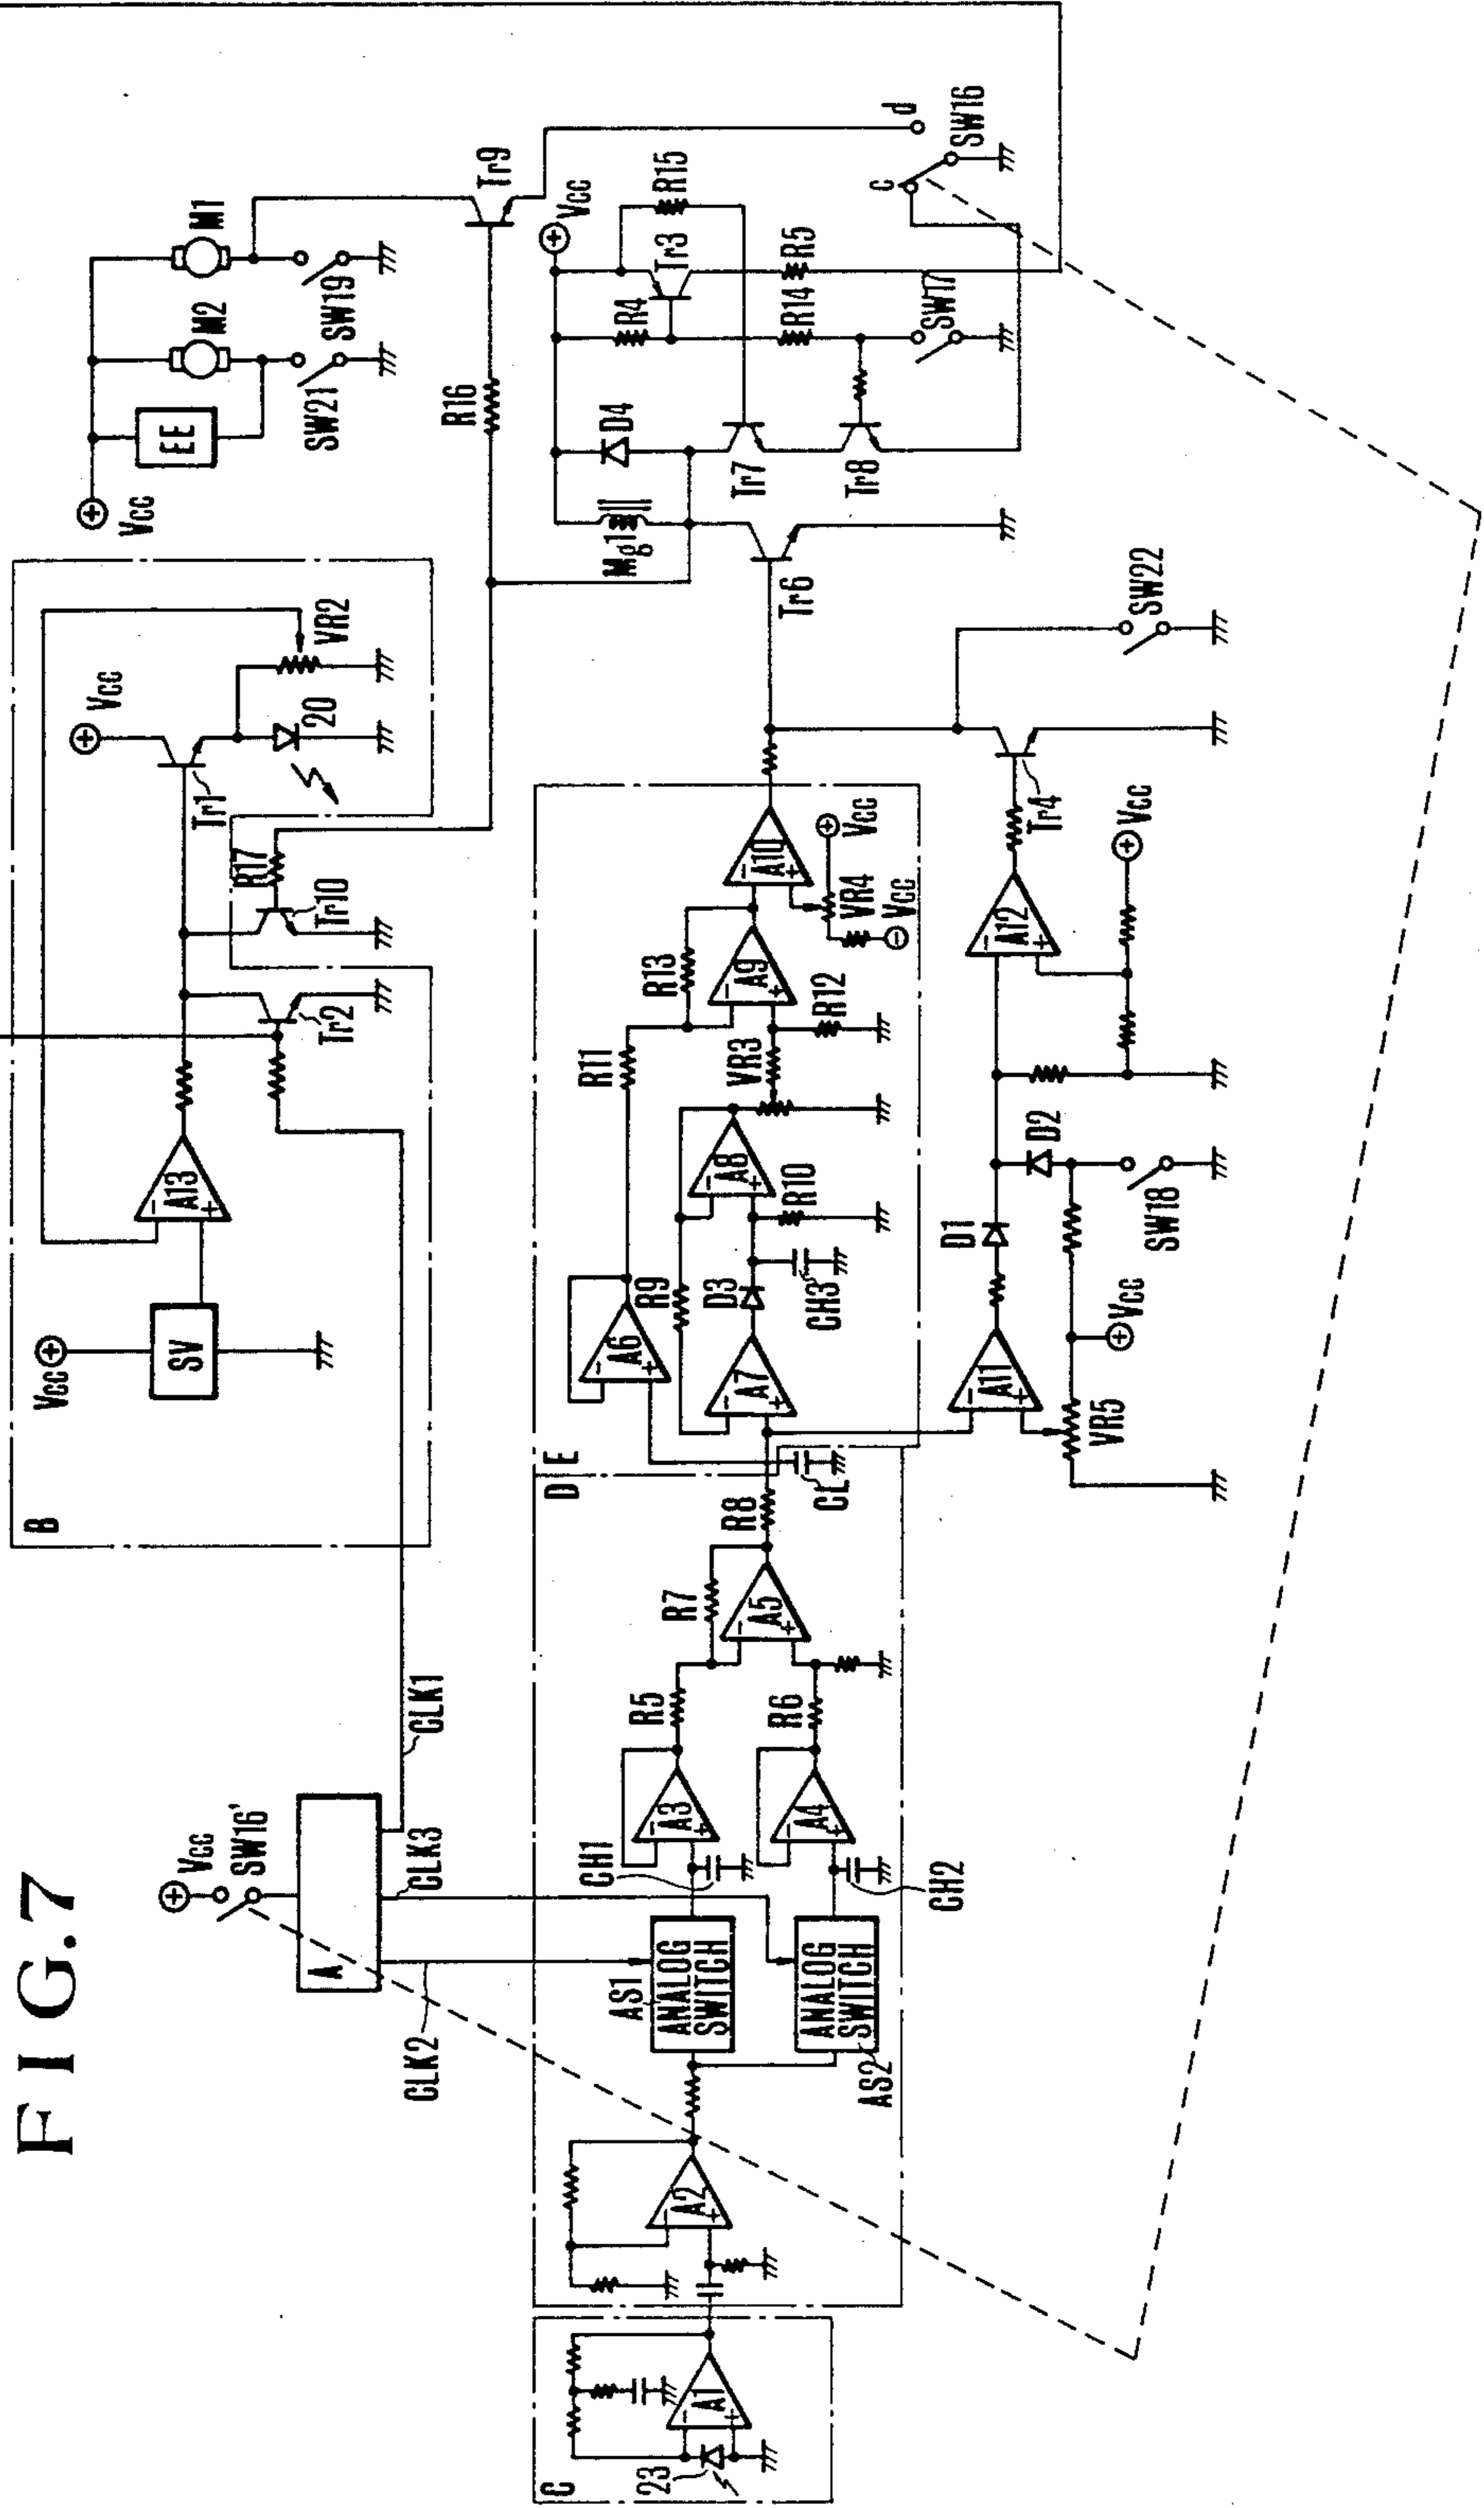 FIG.7
Vcc
SW16'
A
CLK1
CLK3
CLK2
B
Vcc
SV
A13
Tr2
Tr10
R17
Tr1
Vcc
20
VR2
Vcc
EE
M2
M1
SW21
SW19
R16
Tr9
C
23
A1
A2
AS1
ANALOG
SWITCH
ANALOG
SWITCH
AS2
CH1
CH2
A3
A4
R5
R6
R7
A5
R8
D
E
CL
A6
A7
R9
D3
CH3
A8
R10
R11
VR3
R12
R13
A9
A10
VR4
Vcc
Vcc
Mg18
D4
Tr6
Tr7
Tr8
R4
Tr3
R14
R5
R15
Vcc
SW17
c
d
SW16
A11
VR5
Vcc
D1
D2
SW18
A12
Vcc
Tr4
SW22